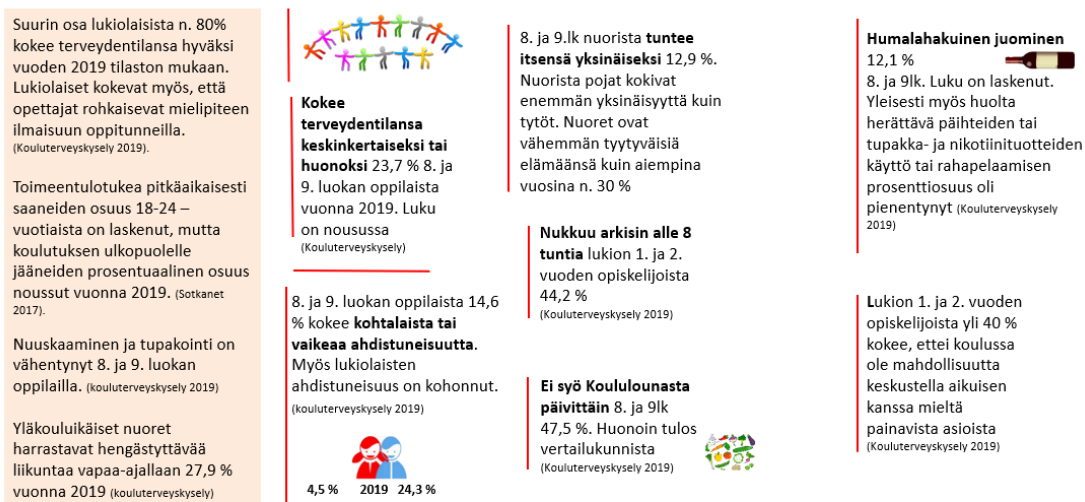 Suurin osa lukiolaisista n. 80%
kokee terveydentilansa hyväksi
vuoden 2019 tilaston mukaan.
Lukiolaiset kokevat myös, että
opettajat rohkaisevat mielipiteen
ilmaisuun oppitunneilla.
(Kouluterveyskysely 2019).
Toimeentulotukea pitkäaikaisesti
saaneiden osuus 18-24 –
vuotiaista on laskenut, mutta
koulutuksen ulkopuolelle
jääneiden prosentuaalinen osuus
noussut vuonna 2019. (Sotkanet
2017).
Nuuskaaminen ja tupakointi on
vähentynyt 8. ja 9. luokan
oppilailla. (kouluterveyskysely 2019)
Yläkouluikäiset nuoret
harrastavat hengästyttävää
liikuntaa vapaa-ajallaan 27,9 %
vuonna 2019 (kouluterveyskysely)
Kokee
terveydentilansa
keskinkertaiseksi tai
huonoksi 23,7 % 8. ja
9. luokan oppilaista
vuonna 2019. Luku
on nousussa
(Kouluterveyskysely)
8. ja 9. luokan oppilaista 14,6
% kokee kohtalaista tai
vaikeaa ahdistuneisuutta.
Myös lukiolaisten
ahdistuneisuus on kohonnut.
(kouluterveyskysely 2019)
4,5 % 2019 24,3 %
8. ja 9.lk nuorista tuntee
itsensä yksinäiseksi 12,9 %.
Nuorista pojat kokivat
enemmän yksinäisyyttä kuin
tytöt. Nuoret ovat
vähemmän tyytyväisiä
elämäänsä kuin aiempina
vuosina n. 30 %
Nukkuu arkisin alle 8
tuntia lukion 1. ja 2.
vuoden opiskelijoista
44,2 %
(Kouluterveyskysely 2019)
Ei syö Koululounasta
päivittäin 8. ja 9lk
47,5 %. Huonoin tulos
vertailukunnista
(Kouluterveyskysely 2019)
Humalahakuinen juominen
12,1 %
8. ja 9lk. Luku on laskenut.
Yleisesti myös huolta
herättävä päihteiden tai
tupakka- ja nikotiinituotteiden
käyttö tai rahapelaamisen
prosenttiosuus oli
pienentynyt (Kouluterveyskysely
2019)
Lukion 1. ja 2. vuoden
opiskelijoista yli 40 %
kokee, ettei koulussa
ole mahdollisuutta
keskustella aikuisen
kanssa mieltä
painavista asioista
(Kouluterveyskysely 2019)